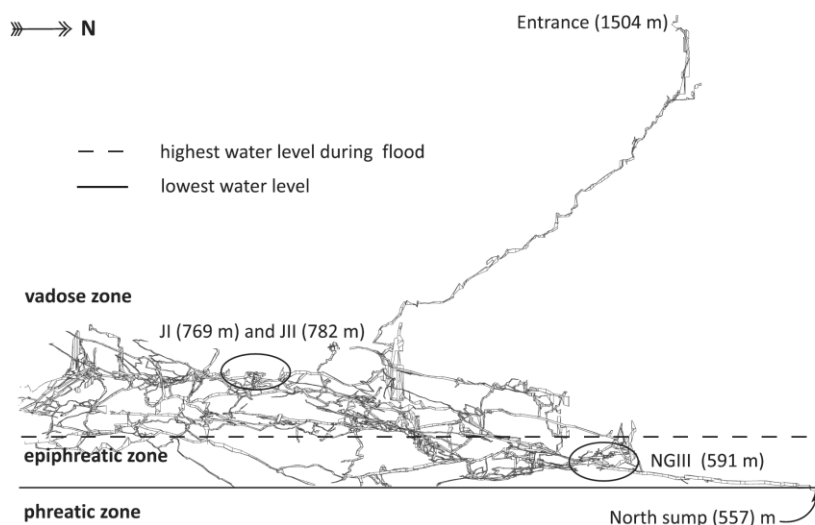 N
Entrance (1504 m)
highest water level during flood
lowest water level
vadose zone
JI (769 m) and JII (782 m)
epiphreatic zone
NGIII (591 m)
phreatic zone
North sump (557) m